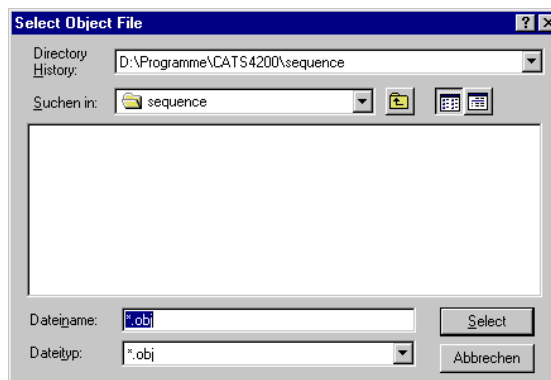 Select Object File
Directory History: D:\Programme\CATS4200\sequence
Suchen in: sequence
Dateiname: *.obj Select
Dateityp: *.obj Abbrechen